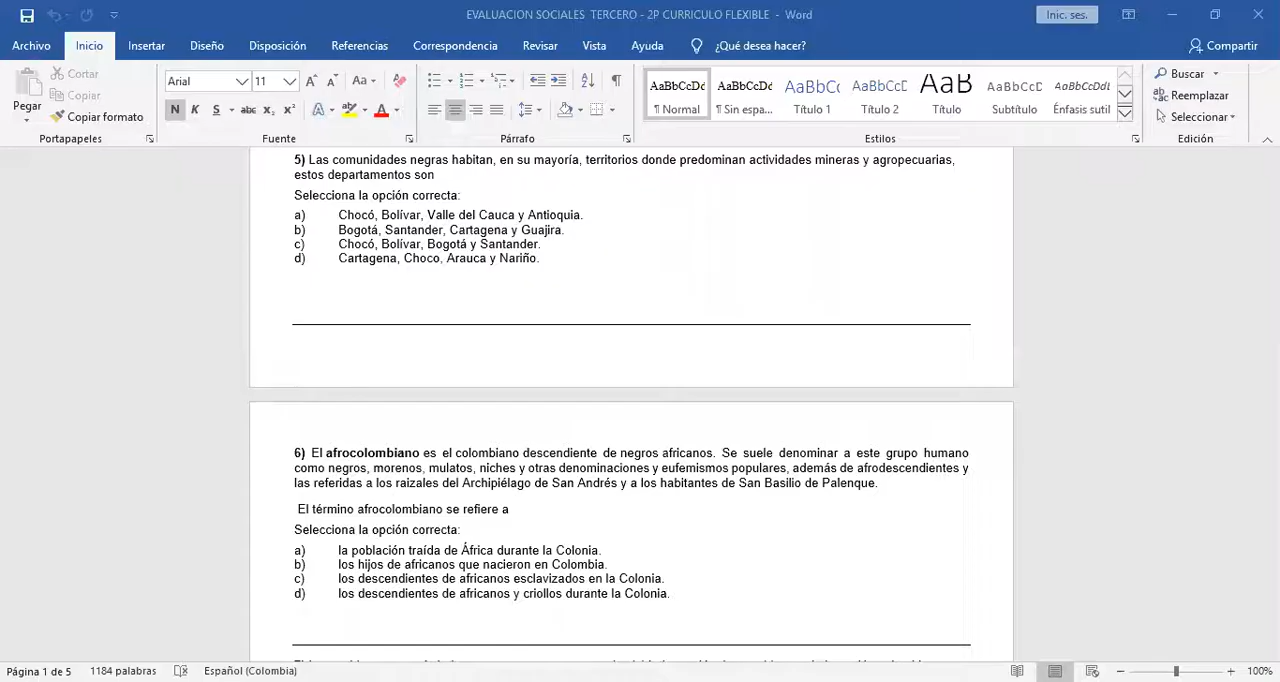 EVALUACION SOCIALES TERCERO - 2P CURRICULO FLEXIBLE - Word
Inic. ses.
Archivo Inicio Insertar Diseño Disposición Referencias Correspondencia Revisar Vista Ayuda ¿Qué desea hacer? Compartir
Pegar
Cortar
Copiar
Copiar formato
Portapapeles
Arial 11
Fuente
Párrafo
AaBbCcDd AaBbCcDd AaBbCc AaBbCcD AaB AaBbCcD AaBbCcDd
¶ Normal ¶ Sin espa... Título 1 Título 2 Título Subtítulo Énfasis sutil
Estilos
Buscar
Reemplazar
Seleccionar
Edición
5) Las comunidades negras habitan, en su mayoría, territorios donde predominan actividades mineras y agropecuarias,
estos departamentos son
Selecciona la opción correcta:
a) Chocó, Bolívar, Valle del Cauca y Antioquia.
b) Bogotá, Santander, Cartagena y Guajira.
c) Chocó, Bolívar, Bogotá y Santander.
d) Cartagena, Choco, Arauca y Nariño.
6) El afrocolombiano es el colombiano descendiente de negros africanos. Se suele denominar a este grupo humano
como negros, morenos, mulatos, niches y otras denominaciones y eufemismos populares, además de afrodescendientes y
las referidas a los raizales del Archipiélago de San Andrés y a los habitantes de San Basilio de Palenque.
El término afrocolombiano se refiere a
Selecciona la opción correcta:
a) la población traída de África durante la Colonia.
b) los hijos de africanos que nacieron en Colombia.
c) los descendientes de africanos esclavizados en la Colonia.
d) los descendientes de africanos y criollos durante la Colonia.
Página 1 de 5 1184 palabras Español (Colombia) 100%